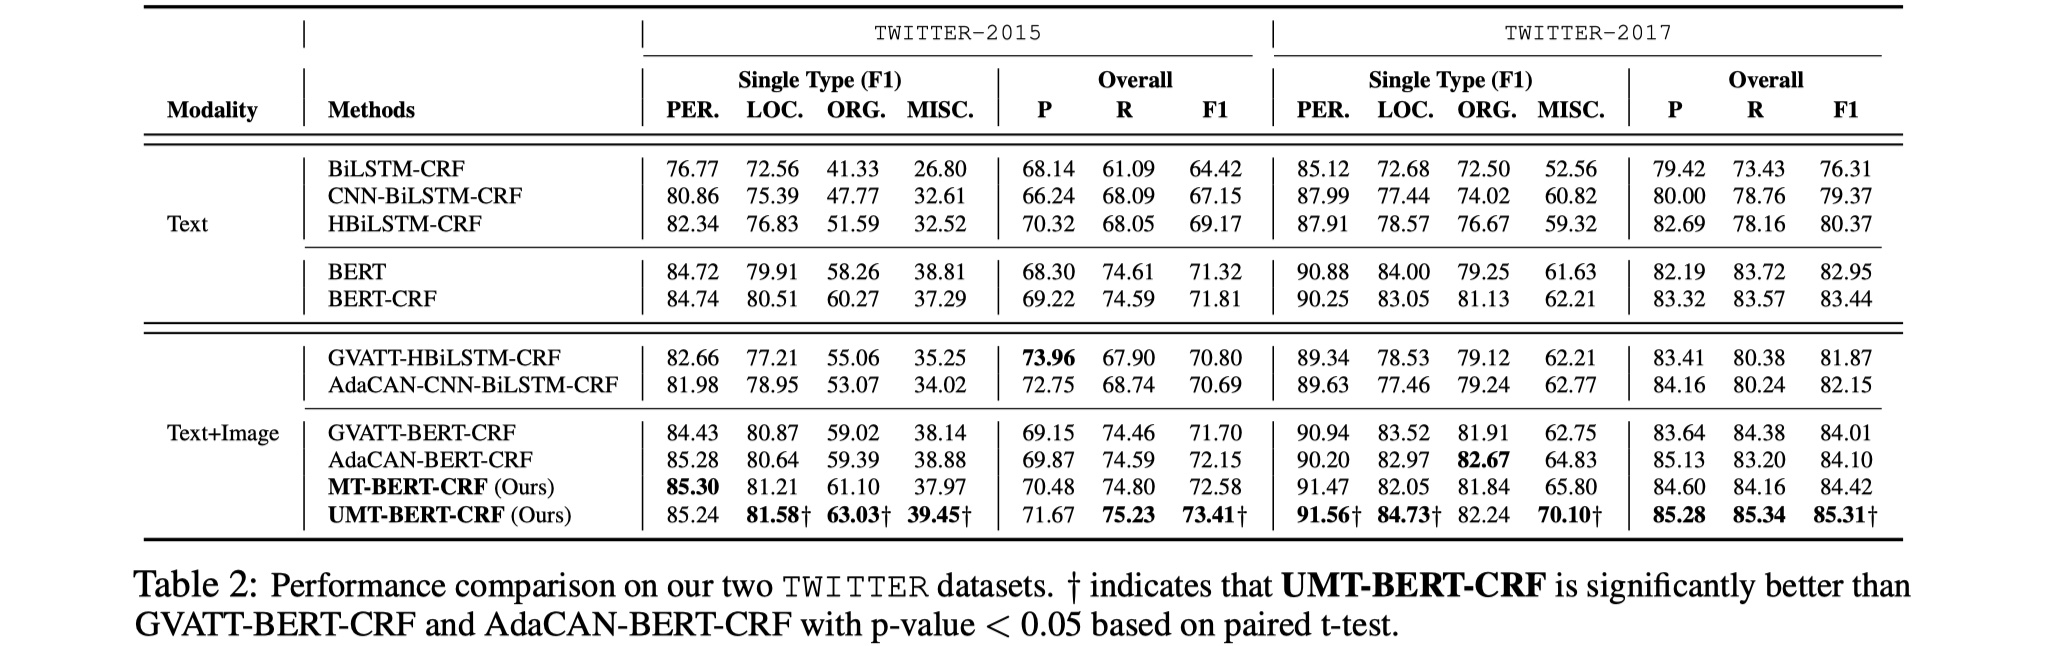 TWITTER-2015 TWITTER-2017
Single Type (F1) Overall Single Type (F1) Overall
Modality Methods PER. LOC. ORG. MISC. P R F1 PER. LOC. ORG. MISC. P R F1
BiLSTM-CRF 76.77 72.56 41.33 26.80 68.14 61.09 64.42 85.12 72.68 72.50 52.56 79.42 73.43 76.31
CNN-BiLSTM-CRF 80.86 75.39 47.77 32.61 66.24 68.09 67.15 87.99 77.44 74.02 60.82 80.00 78.76 79.37
Text HBiLSTM-CRF 82.34 76.83 51.59 32.52 70.32 68.05 69.17 87.91 78.57 76.67 59.32 82.69 78.16 80.37
BERT 84.72 79.91 58.26 38.81 68.30 74.61 71.32 90.88 84.00 79.25 61.63 82.19 83.72 82.95
BERT-CRF 84.74 80.51 60.27 37.29 69.22 74.59 71.81 90.25 83.05 81.13 62.21 83.32 83.57 83.44
GVATT-HBiLSTM-CRF 82.66 77.21 55.06 35.25 73.96 67.90 70.80 89.34 78.53 79.12 62.21 83.41 80.38 81.87
AdaCAN-CNN-BiLSTM-CRF 81.98 78.95 53.07 34.02 72.75 68.74 70.69 89.63 77.46 79.24 62.77 84.16 80.24 82.15
Text+Image GVATT-BERT-CRF 84.43 80.87 59.02 38.14 69.15 74.46 71.70 90.94 83.52 81.91 62.75 83.64 84.38 84.01
AdaCAN-BERT-CRF 85.28 80.64 59.39 38.88 69.87 74.59 72.15 90.20 82.97 82.67 64.83 85.13 83.20 84.10
MT-BERT-CRF (Ours) 85.30 81.21 61.10 37.97 70.48 74.80 72.58 91.47 82.05 81.84 65.80 84.60 84.16 84.42
UMT-BERT-CRF (Ours) 85.24 81.58† 63.03† 39.45† 71.67 75.23 73.41† 91.56† 84.73† 82.24 70.10† 85.28 85.34 85.31†
Table 2: Performance comparison on our two TWITTER datasets. † indicates that UMT-BERT-CRF is significantly better than
GVATT-BERT-CRF and AdaCAN-BERT-CRF with p-value < 0.05 based on paired t-test.